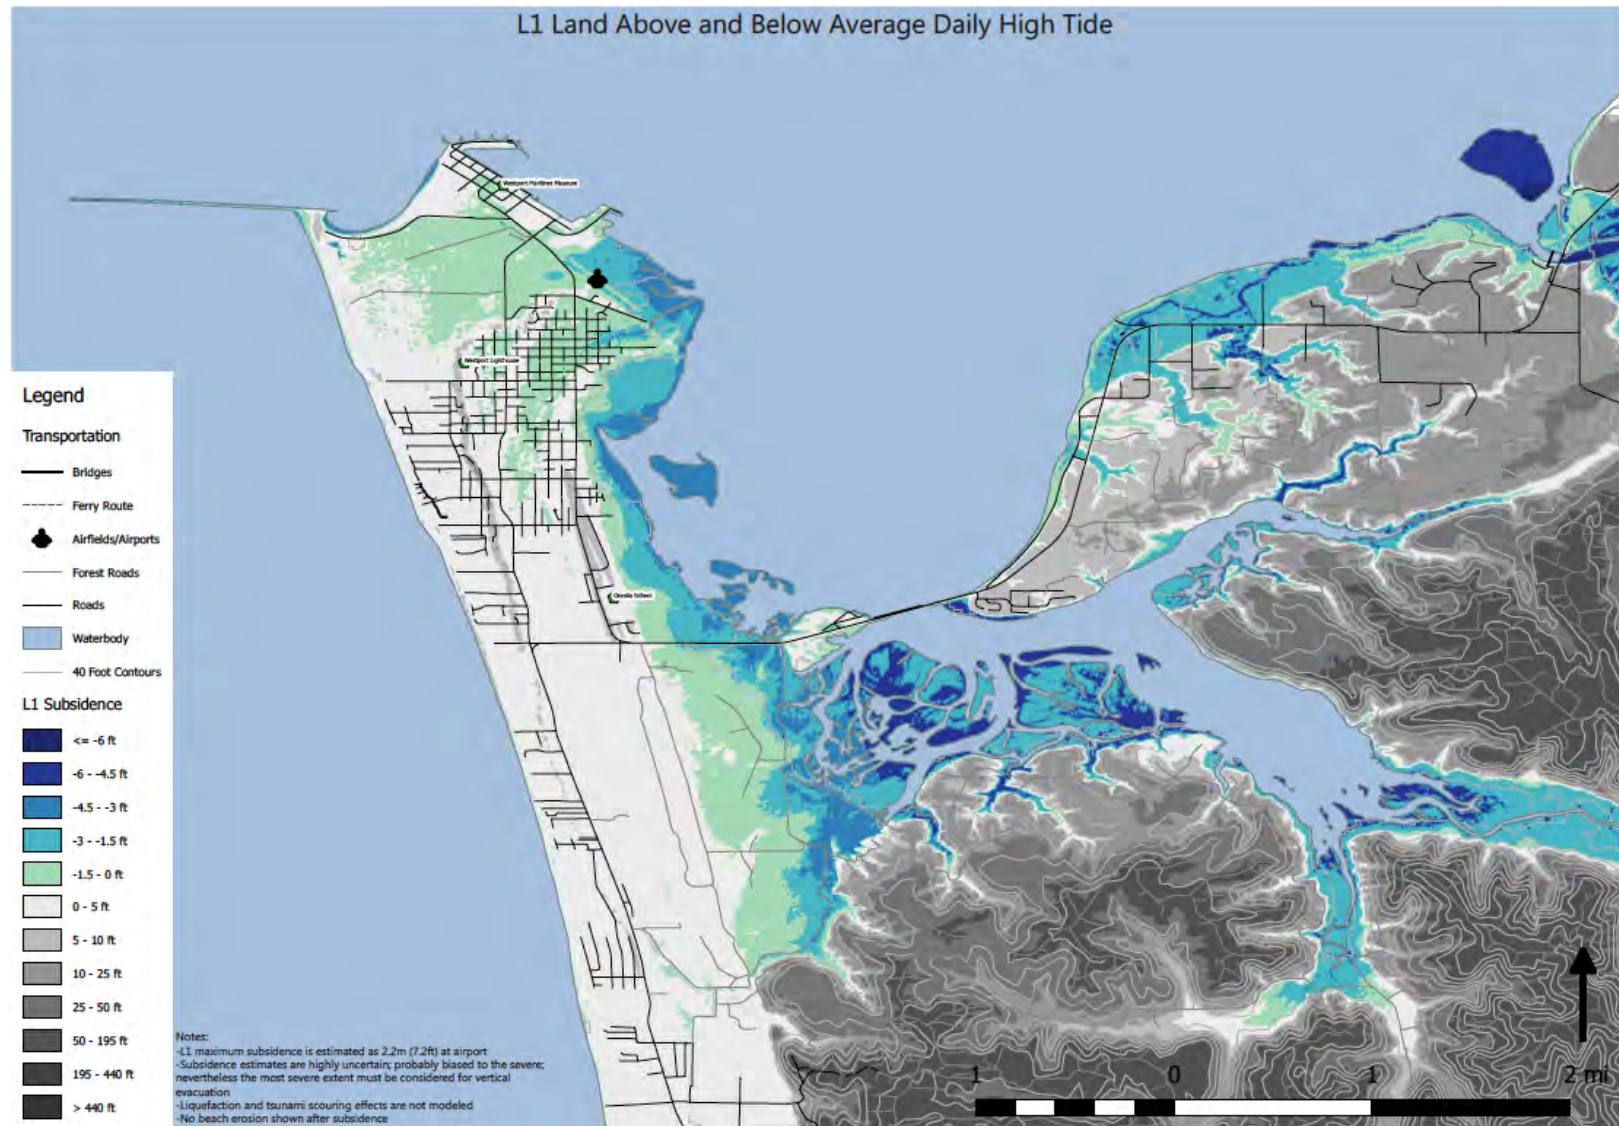 L1 Land Above and Below Average Daily High Tide
Westport Maritime Museum
Westport Lighthouse
Ocosta School
Legend
Transportation
Bridges
Ferry Route
Airfields/Airports
Forest Roads
Roads
Waterbody
40 Foot Contours
L1 Subsidence
<= -6 ft
-6 - -4.5 ft
-4.5 - -3 ft
-3 - -1.5 ft
-1.5 - 0 ft
0 - 5 ft
5 - 10 ft
10 - 25 ft
25 - 50 ft
50 - 195 ft
195 - 440 ft
> 440 ft
Notes:
-L1 maximum subsidence is estimated as 2.2m (7.2ft) at airport
-Subsidence estimates are highly uncertain; probably biased to the severe;
nevertheless the most severe extent must be considered for vertical
evacuation
-Liquefaction and tsunami scouring effects are not modeled
-No beach erosion shown after subsidence
1 0 1 2 mi